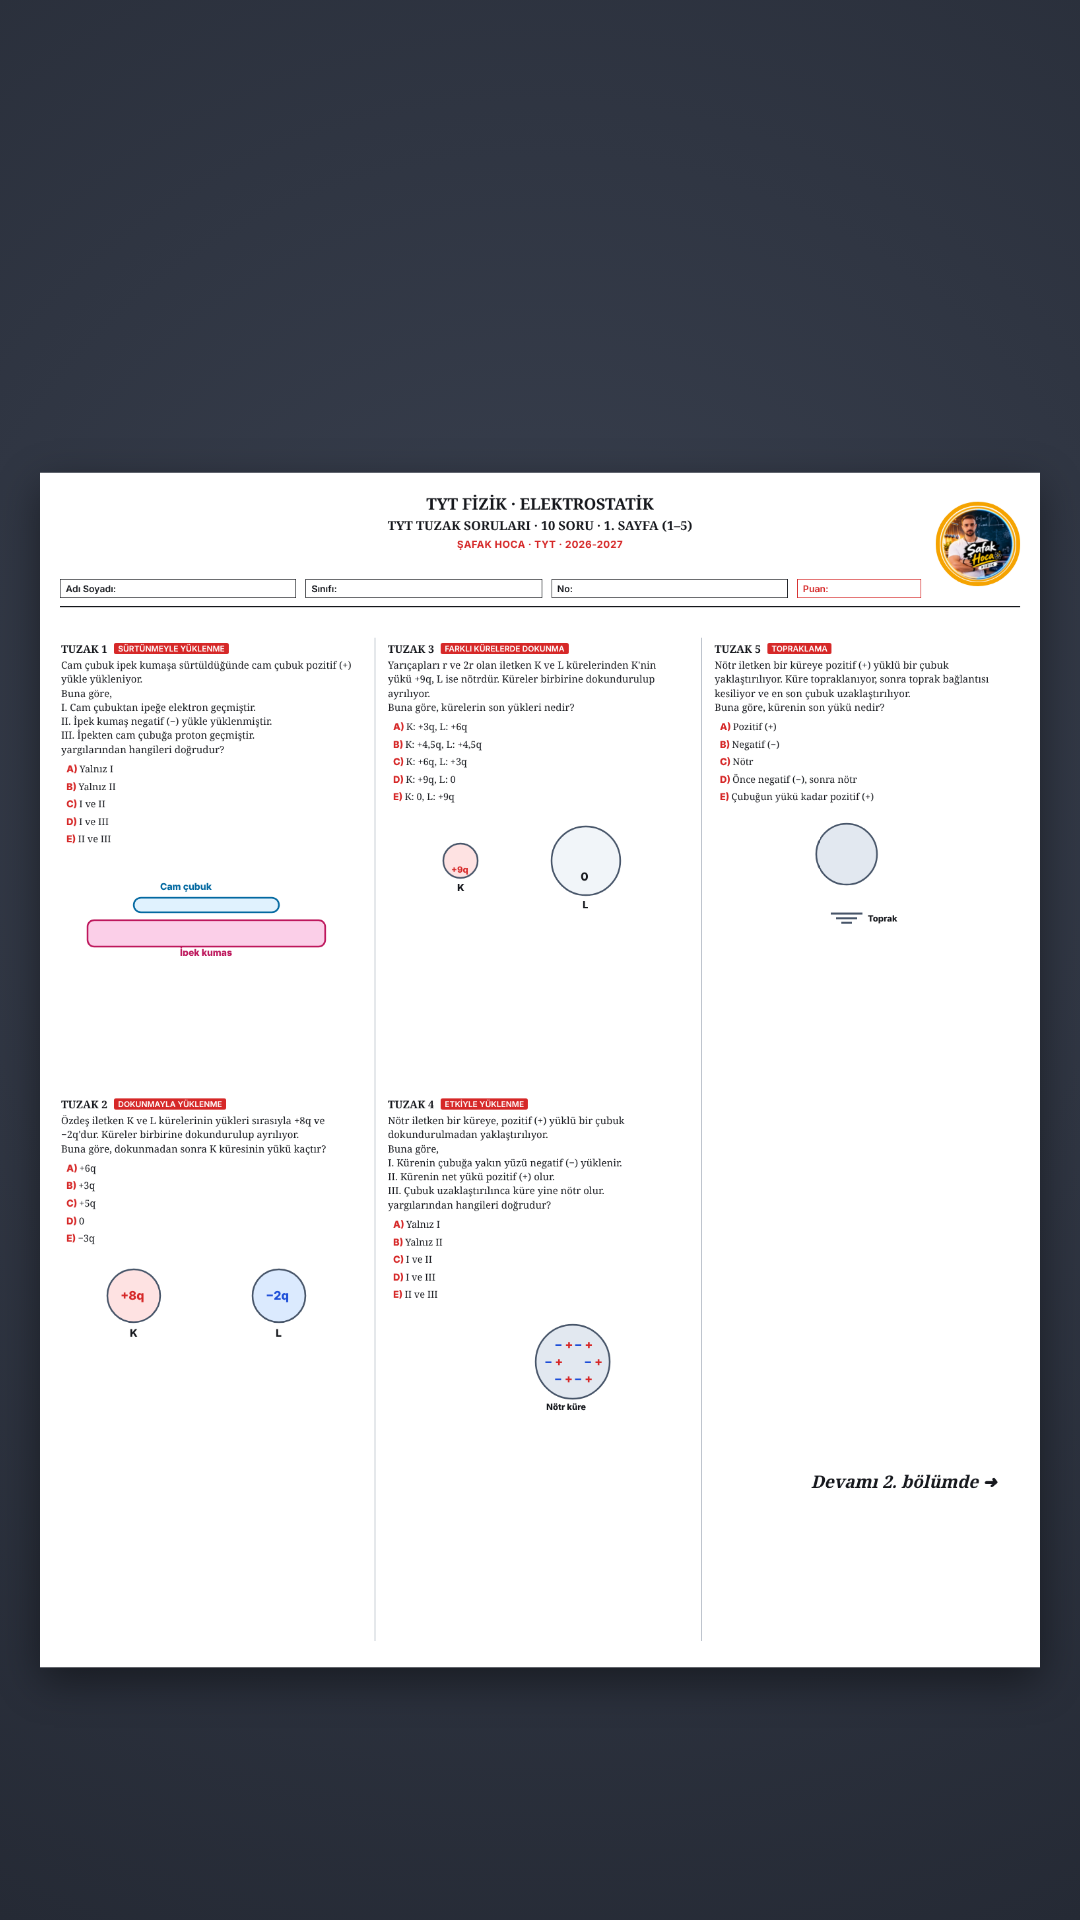 TYT FİZİK · ELEKTROSTATİK
TYT TUZAK SORULARI · 10 SORU · 1. SAYFA (1–5)
ŞAFAK HOCA · TYT · 2026-2027
Şafak Hoca
Adı Soyadı:
Sınıfı:
No:
Puan:
TUZAK 1 SÜRTÜNMEYLE YÜKLENME
Cam çubuk ipek kumaşa sürtüldüğünde cam çubuk pozitif (+)
yükle yükleniyor.
Buna göre,
I. Cam çubuktan ipeğe elektron geçmiştir.
II. İpek kumaş negatif (−) yükle yüklenmiştir.
III. İpekten cam çubuğa proton geçmiştir.
yargılarından hangileri doğrudur?
A) Yalnız I
B) Yalnız II
C) I ve II
D) I ve III
E) II ve III
Cam çubuk
İpek kumaş
TUZAK 2 DOKUNMAYLA YÜKLENME
Özdeş iletken K ve L kürelerinin yükleri sırasıyla +8q ve
−2q'dur. Küreler birbirine dokundurulup ayrılıyor.
Buna göre, dokunmadan sonra K küresinin yükü kaçtır?
A) +6q
B) +3q
C) +5q
D) 0
E) −3q
+8q
−2q
K
L
TUZAK 3 FARKLI KÜRELERDE DOKUNMA
Yarıçapları r ve 2r olan iletken K ve L kürelerinden K'nin
yükü +9q, L ise nötrdür. Küreler birbirine dokundurulup
ayrılıyor.
Buna göre, kürelerin son yükleri nedir?
A) K: +3q, L: +6q
B) K: +4,5q, L: +4,5q
C) K: +6q, L: +3q
D) K: +9q, L: 0
E) K: 0, L: +9q
+9q
0
K
L
TUZAK 4 ETKİYLE YÜKLENME
Nötr iletken bir küreye, pozitif (+) yüklü bir çubuk
dokundurulmadan yaklaştırılıyor.
Buna göre,
I. Kürenin çubuğa yakın yüzü negatif (−) yüklenir.
II. Kürenin net yükü pozitif (+) olur.
III. Çubuk uzaklaştırılınca küre yine nötr olur.
yargılarından hangileri doğrudur?
A) Yalnız I
B) Yalnız II
C) I ve II
D) I ve III
E) II ve III
− + − +
− + − +
− + − +
Nötr küre
TUZAK 5 TOPRAKLAMA
Nötr iletken bir küreye pozitif (+) yüklü bir çubuk
yaklaştırılıyor. Küre topraklanıyor, sonra toprak bağlantısı
kesiliyor ve en son çubuk uzaklaştırılıyor.
Buna göre, kürenin son yükü nedir?
A) Pozitif (+)
B) Negatif (−)
C) Nötr
D) Önce negatif (−), sonra nötr
E) Çubuğun yükü kadar pozitif (+)
Toprak
Devamı 2. bölümde ➜